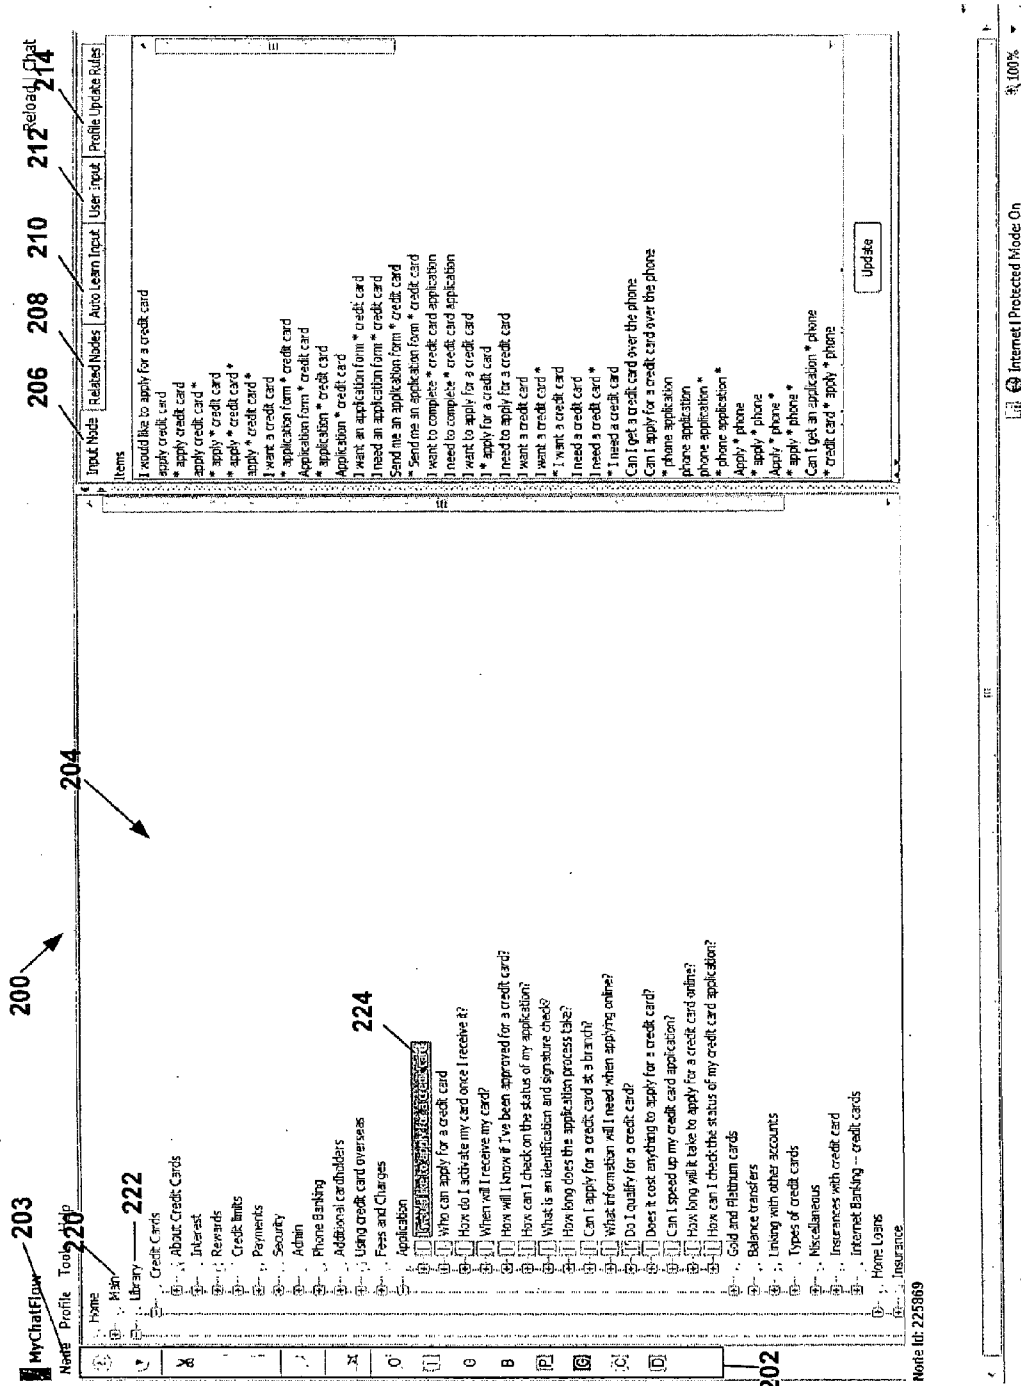 MyChatFlow
Reload | Chat
Name Profile Tools Help
200
202
203
204
206
208
210
212
214
220
222
224
Home
Main
Library
Credit Cards
About Credit Cards
Interest
Rewards
Credit limits
Payments
Security
Admin
Phone Banking
Additional cardholders
Using credit card overseas
Fees and Charges
Application
[I] I would like to apply for a credit card
[I] Who can apply for a credit card
[I] How do I activate my card once I receive it?
[I] When will I receive my card?
[I] How will I know if I've been approved for a credit card?
[I] How can I check on the status of my application?
[I] What is an identification and signature check?
[I] How long does the application process take?
[I] Can I apply for a credit card at a branch?
[I] What information will I need when applying online?
[I] Do I qualify for a credit card?
[I] Does it cost anything to apply for a credit card?
[I] Can I speed up my credit card application?
[I] How long will it take to apply for a credit card online?
[I] How can I check the status of my credit card application?
Gold and Platinum cards
Balance transfers
Linking with other accounts
Types of credit cards
Miscellaneous
Insurances with credit card
Internet Banking -- credit cards
Home Loans
Insurance
Node Id: 225869
Input Node | Related Nodes | Auto Learn Input | User Input | Profile Update Rules
Items
I would like to apply for a credit card
apply credit card
* apply credit card
apply credit card *
* apply * credit card
* apply * credit card *
apply * credit card *
I want a credit card
* application form * credit card
Application form * credit card
* application * credit card
Application * credit card
I want an application form * credit card
I need an application form * credit card
Send me an application form * credit card
* Send me an application form * credit card
I want to complete * credit card application
I need to complete * credit card application
I want to apply for a credit card
I * apply for a credit card
I need to apply for a credit card
I want a credit card
I want a credit card *
* I want a credit card
I need a credit card
I need a credit card *
* I need a credit card
Can I get a credit card over the phone
Can I apply for a credit card over the phone
* phone application
phone application
phone application *
* phone application *
Apply * phone
* apply * phone
Apply * phone *
* apply * phone *
Can I get an application * phone
* credit card * apply * phone
Update
Internet | Protected Mode: On
100%